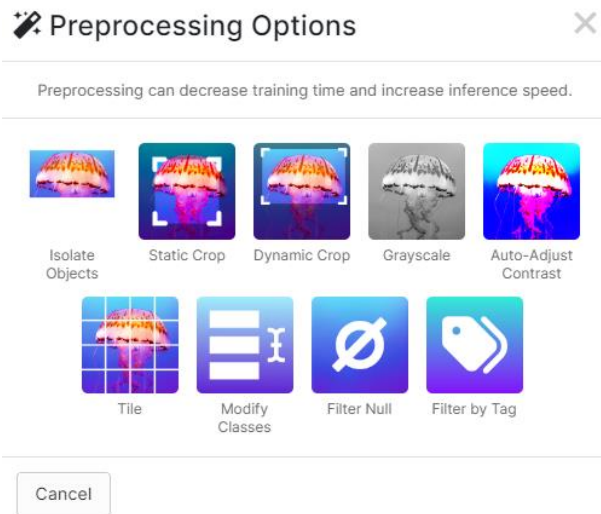 Preprocessing Options
Preprocessing can decrease training time and increase inference speed.
Isolate
Objects
Static Crop
Dynamic Crop
Grayscale
Auto-Adjust
Contrast
Tile
Modify
Classes
Filter Null
Filter by Tag
Cancel